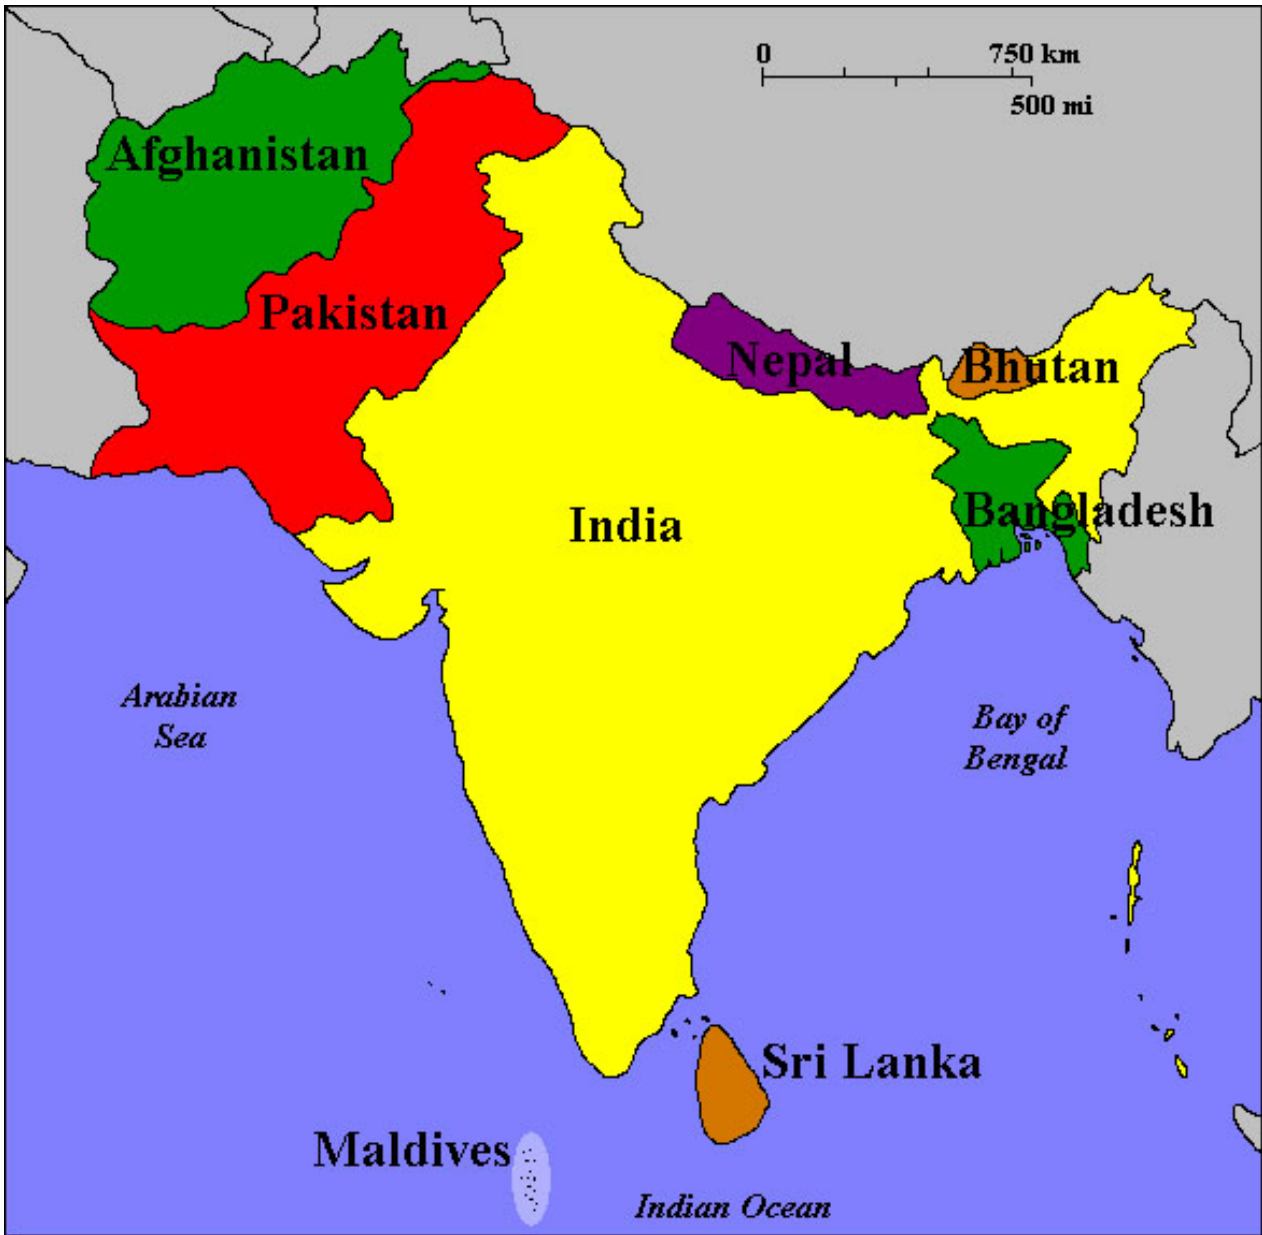 0 750 km
500 mi
Afghanistan
Pakistan
Nepal
Bhutan
India
Bangladesh
Arabian
Sea
Bay of
Bengal
Sri Lanka
Maldives
Indian Ocean